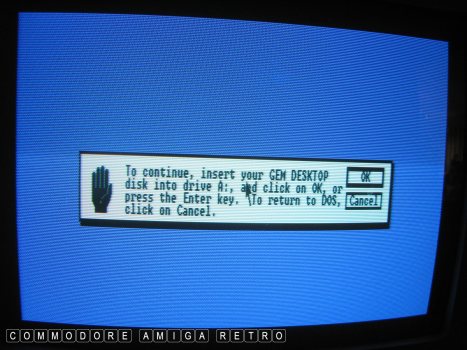 To continue, insert your GEM DESKTOP
disk into drive A:, and click on OK, or
press the Enter key. To return to DOS,
click on Cancel.
OK
Cancel
COMMODORE AMIGA RETRO